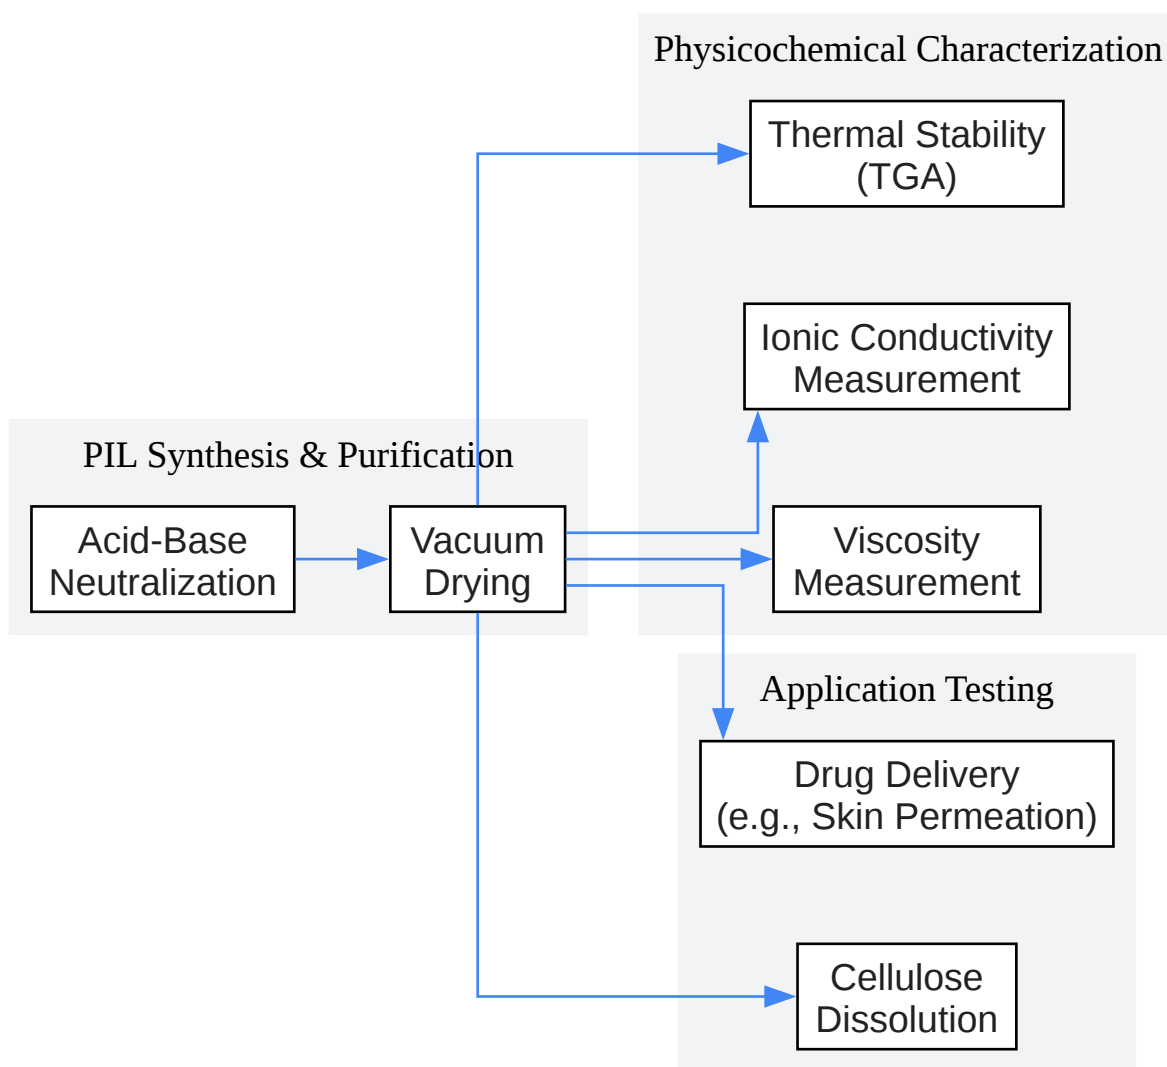 Physicochemical Characterization
Thermal Stability
(TGA)
Ionic Conductivity
Measurement
PIL Synthesis & Purification
Acid-Base
Neutralization
Vacuum
Drying
Viscosity
Measurement
Application Testing
Drug Delivery
(e.g., Skin Permeation)
Cellulose
Dissolution